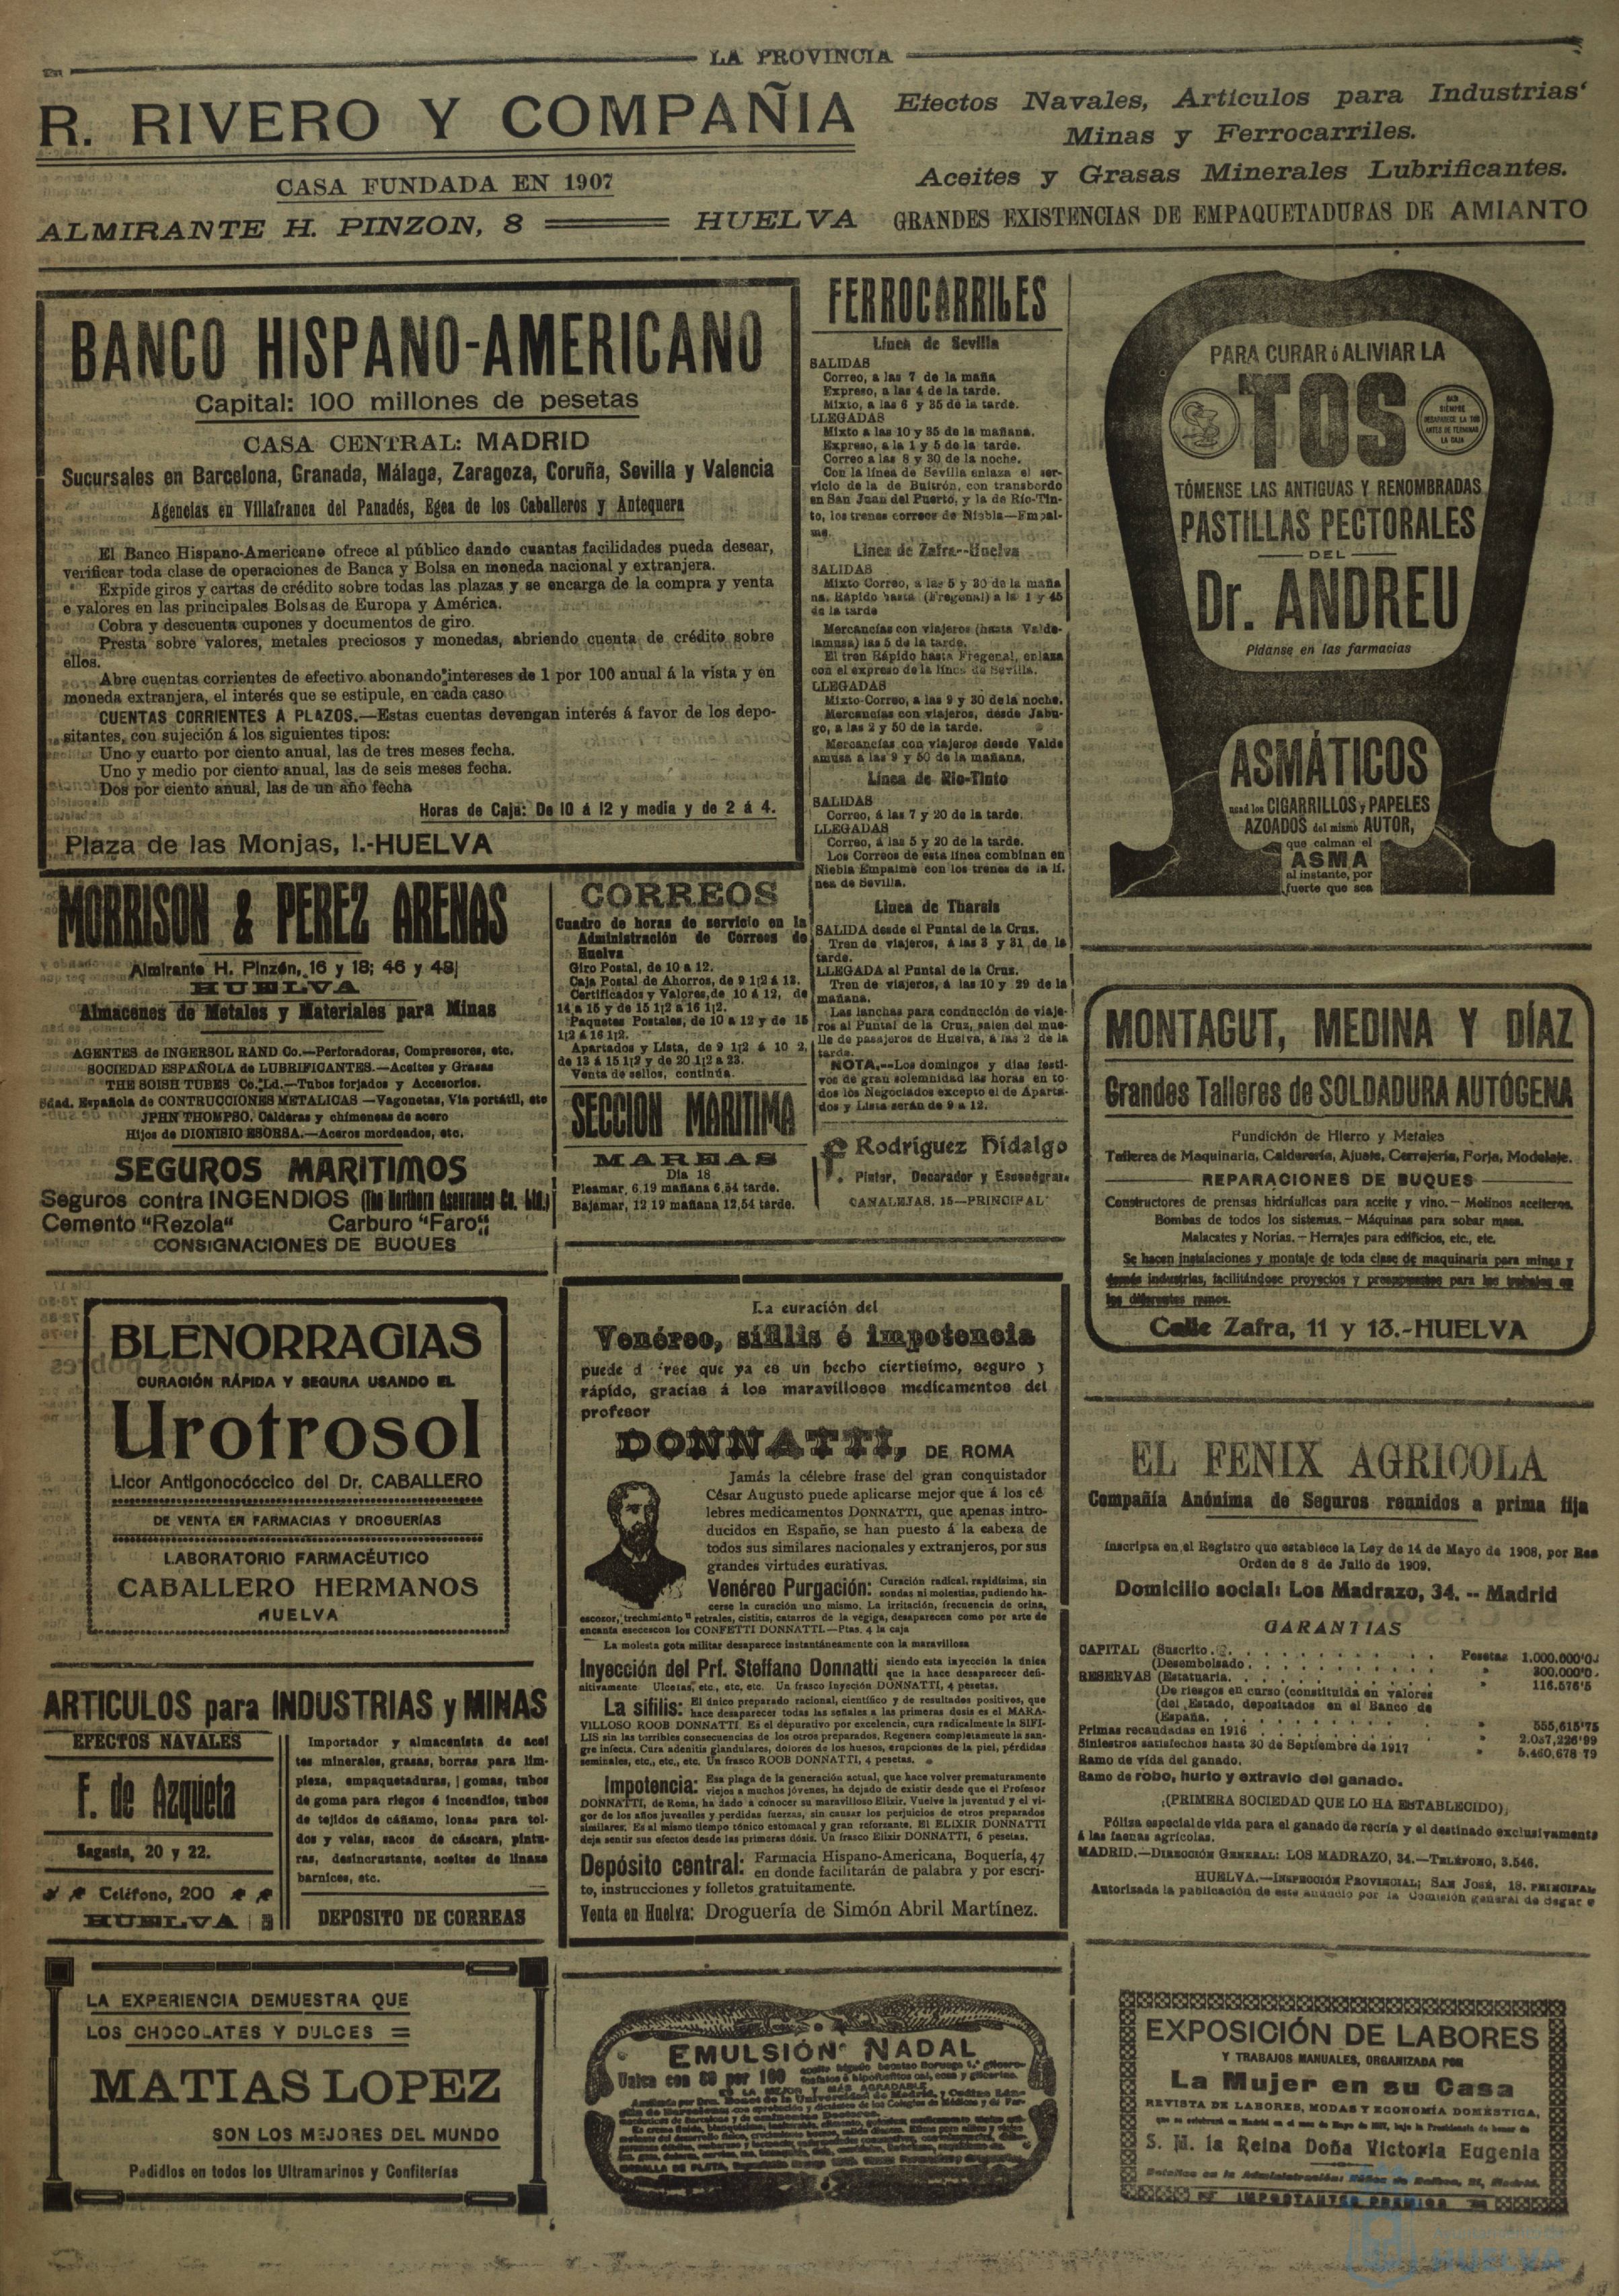 LA PROVINCIA
R. RIVERO Y COMPAÑIA
CASA FUNDADA EN 1907
ALMIRANTE H. PINZON, 8 HUELVA
Efectos Navales, Articulos para Industrias'
Minas y Ferrocarriles.
Aceites y Grasas Minerales Lubrificantes.
GRANDES EXISTENCIAS DE EMPAQUETADURAS DE AMIANTO
BANCO HISPANO-AMERICANO
Capital: 100 millones de pesetas
CASA CENTRAL: MADRID
Sucursales en Barcelona, Granada, Málaga, Zaragoza, Coruña, Sevilla y Valencia
Agencias en Villafranca del Panadés, Egea de los Caballeros y Antequera
El Banco Hispano-Americano ofrece al público dando cuantas facilidades pueda desear,
verificar toda clase de operaciones de Banca y Bolsa en moneda nacional y extranjera.
Expide giros y cartas de crédito sobre todas las plazas y se encarga de la compra y venta
e valores en las principales Bolsas de Europa y América.
Cobra y descuenta cupones y documentos de giro.
Presta sobre valores, metales preciosos y monedas, abriendo cuenta de crédito sobre
ellos.
Abre cuentas corrientes de efectivo abonando intereses de 1 por 100 anual á la vista y en
moneda extranjera, el interés que se estipule, en cada caso
CUENTAS CORRIENTES A PLAZOS.—Estas cuentas devengan interés á favor de los depo-
sitantes, con sujeción á los siguientes tipos:
Uno y cuarto por ciento anual, las de tres meses fecha.
Uno y medio por ciento anual, las de seis meses fecha.
Dos por ciento anual, las de un año fecha
Horas de Caja: De 10 á 12 y media y de 2 á 4.
Plaza de las Monjas, 1.-HUELVA
FERROCARRILES
Línea de Sevilla
SALIDAS
Correo, a las 7 de la maña
Expreso, a las 4 de la tarde.
Mixto, a las 6 y 35 de la tarde.
LLEGADAS
Mixto a las 10 y 35 de la mañana.
Expreso, a la 1 y 5 de la tarde.
Correo a las 8 y 30 de la noche.
Con la línea de Sevilla enlaza el ser-
vicio de la de Buitrón, con transbordo
en San Juan del Puerto, y la de Río-Tin-
to, los trenes correos de Niebla—Empal-
me.
Línea de Zafra--Huelva
SALIDAS
Mixto Correo, a las 5 y 30 de la maña
na. Rápido hasta (Fregenal) a la 1 y 45
de la tarde
Mercancías con viajeros (hasta Valde-
lamusa) las 5 de la tarde.
El tren Rápido hasta Fregenal, enlaza
con el expreso de la línea de Sevilla.
LLEGADAS
Mixto-Correo, a las 9 y 30 de la noche.
Mercancías con viajeros, desde Jabu-
go, a las 2 y 50 de la tarde.
Mercancías con viajeros desde Valde
amusa a las 9 y 50 de la mañana.
Línea de Rio-Tinto
SALIDAS
Correo, á las 7 y 20 de la tarde.
LLEGADAS
Correo, á las 5 y 20 de la tarde.
Los Correos de esta línea combinan en
Niebla Empalme con los trenes de la lí-
nea de Sevilla.
Línea de Tharsis
SALIDA desde el Puntal de la Cruz.
Tren de viajeros, á las 3 y 31 de la
tarde.
LLEGADA al Puntal de la Cruz.
Tren de viajeros, á las 10 y 29 de la
mañana.
Las lanchas para conducción de viaje-
ros al Puntal de la Cruz, salen del mue-
lle de pasajeros de Huelva, a las 2 de la
tarde.
NOTA.--Los domingos y días festi-
vos de gran solemnidad las horas en to-
dos los Negociados excepto el de Aparta-
dos y Lista serán de 9 a 12.
Rodríguez Hidalgo
Pintor, Decorador y Escenógrafo
CANALEJAS, 15—PRINCIPAL
PARA CURAR ó ALIVIAR LA
TOS
CASI
SIEMPRE
DESAPARECE LA TOS
ANTES DE TERMINAR
LA CAJA
TÓMENSE LAS ANTIGUAS Y RENOMBRADAS
PASTILLAS PECTORALES
DEL
Dr. ANDREU
Pídanse en las farmacias
ASMÁTICOS
usad los CIGARRILLOS y PAPELES
AZOADOS del mismo AUTOR,
que calman el
ASMA
al instante, por
fuerte que sea
MORRISON & PEREZ ARENAS
Almirante H. Pinzón, 16 y 18; 46 y 48
HUELVA
Almacenes de Metales y Materiales para Minas
AGENTES de INGERSOL RAND Co.—Perforadoras, Compresores, etc.
SOCIEDAD ESPAÑOLA de LUBRIFICANTES.—Aceites y Grasas
THE SOISH TUBES Co. Ld.—Tubos forjados y Accesorios.
Sdad. Española de CONTRUCCIONES METALICAS —Vagonetas, Via portátil, etc
JPHN THOMPSO. Calderas y chimeneas de acero
Hijos de DIONISIO ESORSA.—Aceros mordeados, etc.
SEGUROS MARITIMOS
Seguros contra INCENDIOS (The Northern Assurance Co. Ltd.)
Cemento "Rezola" Carburo "Faro"
CONSIGNACIONES DE BUQUES
CORREOS
Cuadro de horas de servicio en la
Administración de Correos de
Huelva
Giro Postal, de 10 a 12.
Caja Postal de Ahorros, de 9 1|2 á 12.
Certificados y Valores, de 10 á 12, de
14 a 15 y de 15 1|2 a 16 1|2.
Paquetes Postales, de 10 a 12 y de 15
1|2 á 16 1|2.
Apartados y Lista, de 9 1|2 á 10 2,
de 13 á 15 1|2 y de 20 1|2 a 23.
Venta de sellos, continúa.
SECCION MARITIMA
MAREAS
Día 18
Pleamar, 6,19 mañana 6,54 tarde.
Bajamar, 12 19 mañana 12,54 tarde.
MONTAGUT, MEDINA Y DÍAZ
Grandes Talleres de SOLDADURA AUTÓGENA
Fundición de Hierro y Metales
Talleres de Maquinaria, Calderería, Ajuste, Cerrajería, Forja, Modelaje.
REPARACIONES DE BUQUES
Constructores de prensas hidráulicas para aceite y vino.— Molinos aceiteros.
Bombas de todos los sistemas.— Máquinas para sobar masa.
Malacates y Norias.— Herrajes para edificios, etc., etc.
Se hacen instalaciones y montaje de toda clase de maquinaria para minas y
demás industrias, facilitándose proyectos y presupuestos para los trabajos en
los diferentes ramos.
Calle Zafra, 11 y 13.-HUELVA
BLENORRAGIAS
CURACIÓN RÁPIDA Y SEGURA USANDO EL
Urotrosol
Licor Antigonocóccico del Dr. CABALLERO
DE VENTA EN FARMACIAS Y DROGUERÍAS
LABORATORIO FARMACÉUTICO
CABALLERO HERMANOS
HUELVA
La curación del
Venéreo, sífilis é impotencia
puede d rse que ya es un hecho ciertísimo, seguro y
rápido, gracias á los maravillosos medicamentos del
profesor
DONNATTI, DE ROMA
Jamás la célebre frase del gran conquistador
César Augusto puede aplicarse mejor que á los cé
lebres medicamentos DONNATTI, que apenas intro-
ducidos en Españo, se han puesto á la cabeza de
todos sus similares nacionales y extranjeros, por sus
grandes virtudes eurativas.
Venéreo Purgación: Curación radical, rapidísima, sin
sondas ni molestias, pudiendo ha-
cerse la curación uno mismo. La irritación, frecuencia de orina,
escozor, trechmiento retrales, cistitis, catarros de la vegiga, desaparecen como por arte de
encanta esecescon los CONFETTI DONNATTI.—Ptas. 4 la caja
La molesta gota militar desaparece instantáneamente con la maravillosa
Inyección del Prf. Steffano Donnatti siendo esta inyección la única
que la hace desaparecer defi-
nitivamente Ulcetas, etc., etc, etc. Un frasco Inyeción DONNATTI, 4 pesetas.
La sífilis: El único preparado racional, científico y de resultados positivos, que
hace desaparecer todas las señales a las primeras dosis es el MARA-
VILLOSO ROOB DONNATTI. Es el depurativo por excelencia, cura radicalmente la SIFI-
LIS sin las terribles consecuencias de los otros preparados. Regenera completamente la san-
gre infecta. Cura adenitis glandulares, dolores de los huesos, erupciones de la piel, pérdidas
seminales, etc., etc., etc. Un frasco ROOB DONNATTI, 4 pesetas.
Impotencia: Esa plaga de la generación actual, que hace volver prematuramente
viejos a muchos jóvenes, ha dejado de existir desde que el Profesor
DONNATTI, de Roma, ha dado a conocer su maravilloso Elixir. Vuelve la juventud y el vi-
gor de los años juveniles y perdidas fuerzas, sin causar los perjuicios de otros preparados
similares. Es al mismo tiempo tónico estomacal y gran reforzante. El ELIXIR DONNATTI
deja sentir sus efectos desde las primeras dósis. Un frasco Elixir DONNATTI, 6 pesetas.
Depósito central: Farmacia Hispano-Americana, Boquería, 47
en donde facilitarán de palabra y por escri-
to, instrucciones y folletos gratuitamente.
Venta en Huelva: Droguería de Simón Abril Martínez.
EL FENIX AGRICOLA
Compañía Anónima de Seguros reunidos a prima fija
Inscripta en el Registro que establece la Ley de 14 de Mayo de 1908, por Rea
Orden de 8 de Julio de 1909.
Domicilio social: Los Madrazo, 34. -- Madrid
GARANTIAS
CAPITAL (Suscrito . . . Pesetas 1.000.000'0
(Desembolsado . . . » 300.000'0
RESERVAS (Estatuaria. . . . » 116.576'5
(De riesgos en curso (constituida en valores
(del Estado, depositados en el Banco de
(España. . . . » 555,615'75
Primas recaudadas en 1916 . . . » 2.037,226'99
Siniestros satisfechos hasta 30 de Septiembre de 1917 » 5.460,678 79
Ramo de vida del ganado.
Ramo de robo, hurto y extravío del ganado.
(PRIMERA SOCIEDAD QUE LO HA ESTABLECIDO)
Póliza especial de vida para el ganado de recría y el destinado exclusivamente
á las faenas agrícolas.
MADRID.—DIRECCIÓN GENERAL: LOS MADRAZO, 34.—TELÉFONO, 3.546.
HUELVA.—INSPECCIÓN PROVINCIAL; SAN JOSÉ, 18. PRINCIPAL
Autorizada la publicación de este anuncio por la Comisión general de Segur s
ARTICULOS para INDUSTRIAS y MINAS
EFECTOS NAVALES
F. de Azqueta
Sagasta, 20 y 22.
Teléfono, 200
HUELVA
Importador y almacenista de acei
tes minerales, grasas, borras para lim-
pieza, empaquetaduras, gomas, tubos
de goma para riegos é incendios, tubos
de tejidos de cáñamo, lonas para tol-
dos y velas, sacos de cáscara, pintu-
ras, desincrustante, aceites de linaza
barnices, etc.
DEPOSITO DE CORREAS
LA EXPERIENCIA DEMUESTRA QUE
LOS CHOCOLATES Y DULCES
MATIAS LOPEZ
SON LOS MEJORES DEL MUNDO
Pedidlos en todos los Ultramarinos y Confiterías
EMULSIÓN NADAL
Unica con 80 por 100
ES LA MEJOR Y MÁS AGRADABLE
EXPOSICIÓN DE LABORES
Y TRABAJOS MANUALES, ORGANIZADA POR
La Mujer en su Casa
REVISTA DE LABORES, MODAS Y ECONOMÍA DOMÉSTICA,
S. M. la Reina Doña Victoria Eugenia
IMPORTANTES PREMIOS
HUELVA